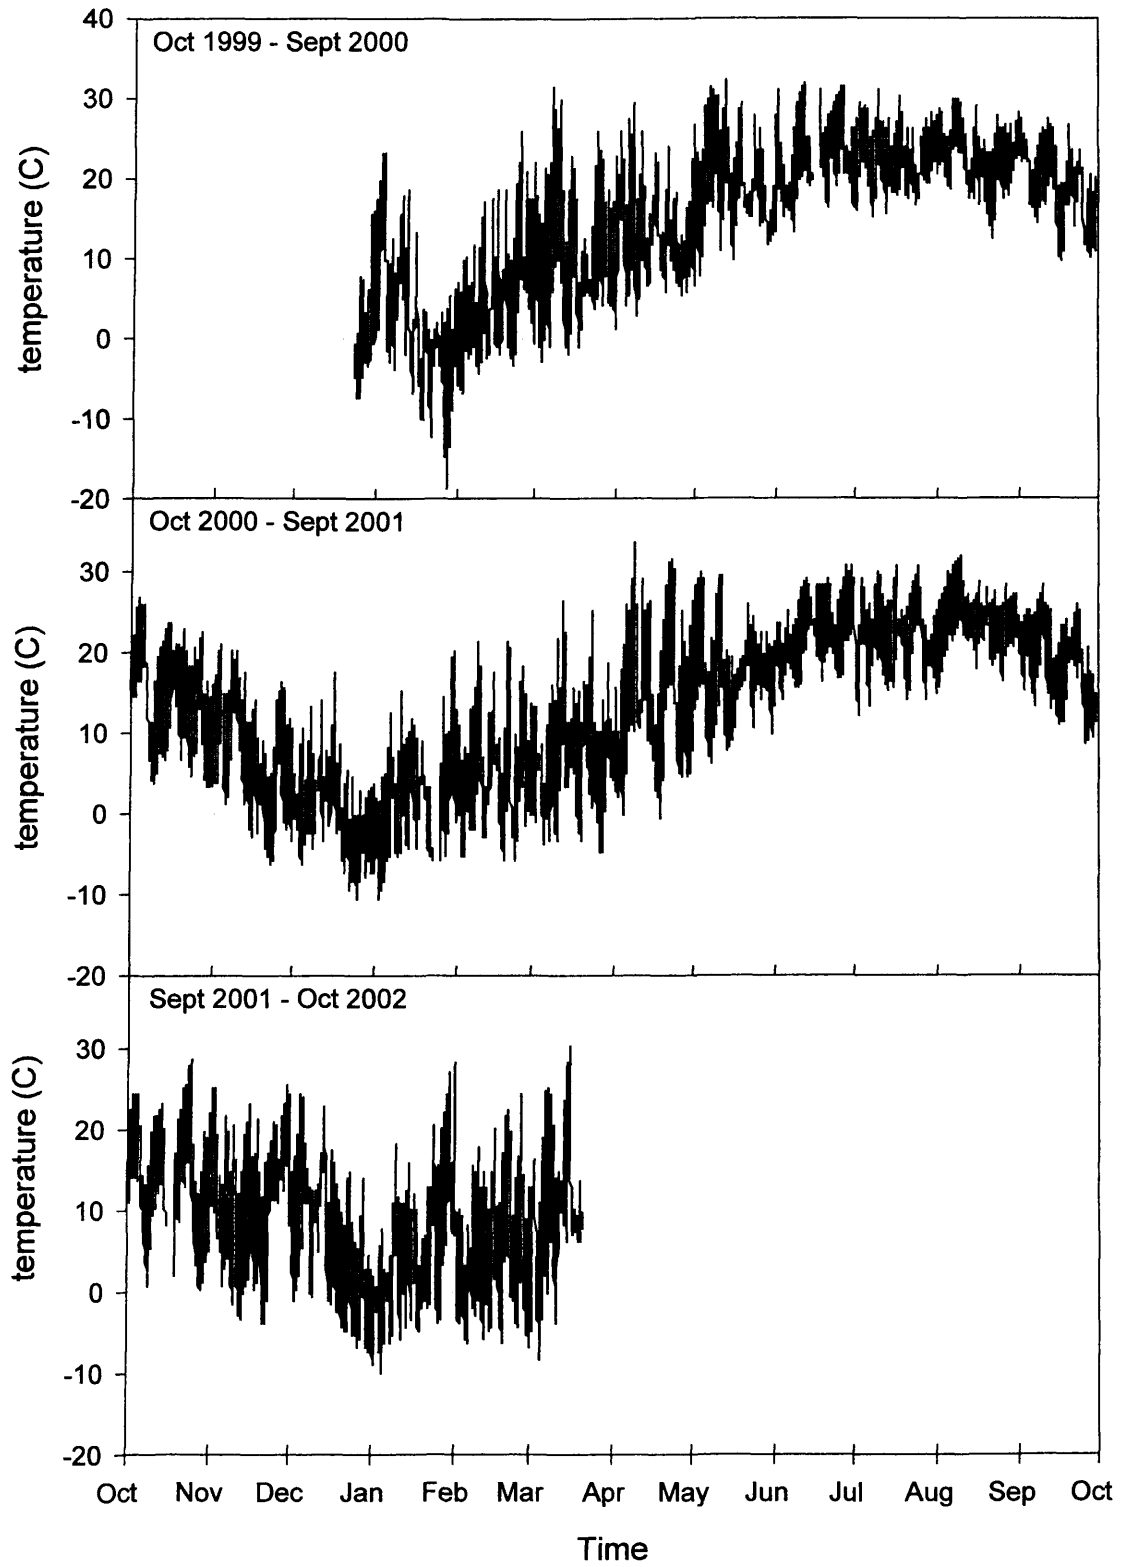 40
Oct 1999 - Sept 2000
30
20
10
0
-10
-20
temperature (C)
Oct 2000 - Sept 2001
30
20
10
0
-10
-20
temperature (C)
Sept 2001 - Oct 2002
30
20
10
0
-10
-20
temperature (C)
Oct Nov Dec Jan Feb Mar Apr May Jun Jul Aug Sep Oct
Time